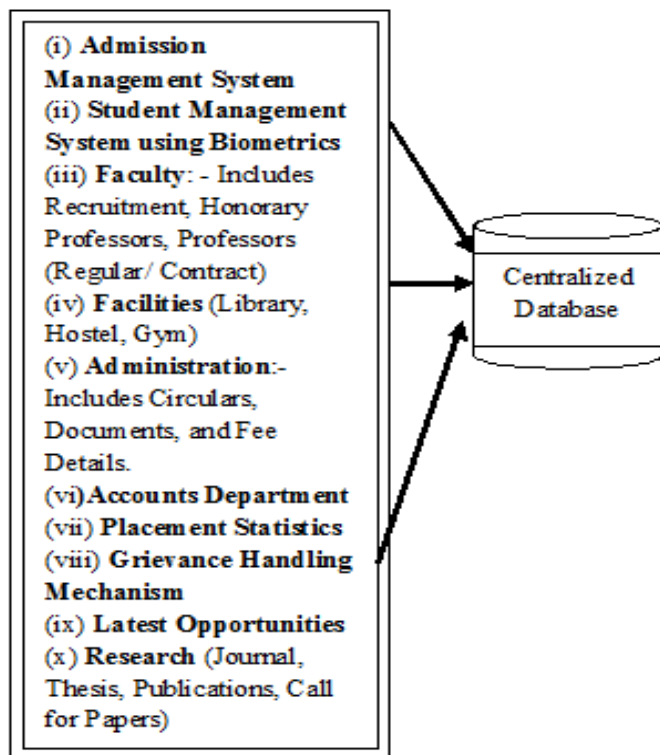 (i) Admission
Management System
(ii) Student Management
System using Biometrics
(iii) Faculty: - Includes
Recruitment, Honorary
Professors, Professors
(Regular/ Contract)
(iv) Facilities (Library,
Hostel, Gym)
(v) Administration:-
Includes Circulars,
Documents, and Fee
Details.
(vi)Accounts Department
(vii) Placement Statistics
(viii) Grievance Handling
Mechanism
(ix) Latest Opportunities
(x) Research (Journal,
Thesis, Publications, Call
for Papers)
Centralized
Database